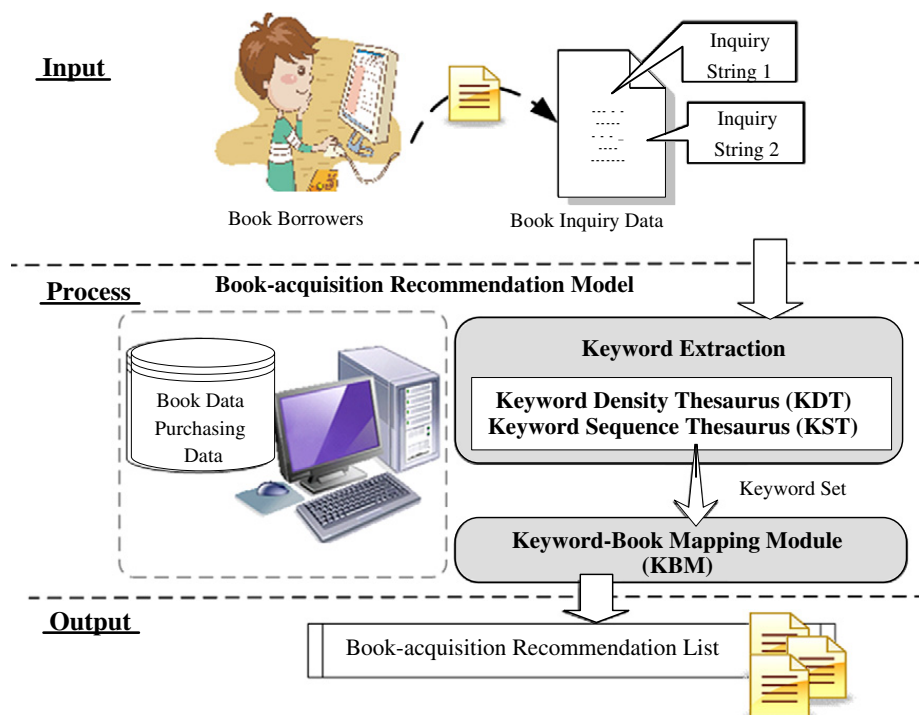 Input
Inquiry
String 1
Inquiry
String 2
Book Borrowers
Book Inquiry Data
Process
Book-acquisition Recommendation Model
Book Data
Purchasing
Data
Keyword Extraction
Keyword Density Thesaurus (KDT)
Keyword Sequence Thesaurus (KST)
Keyword Set
Keyword-Book Mapping Module
(KBM)
Output
Book-acquisition Recommendation List